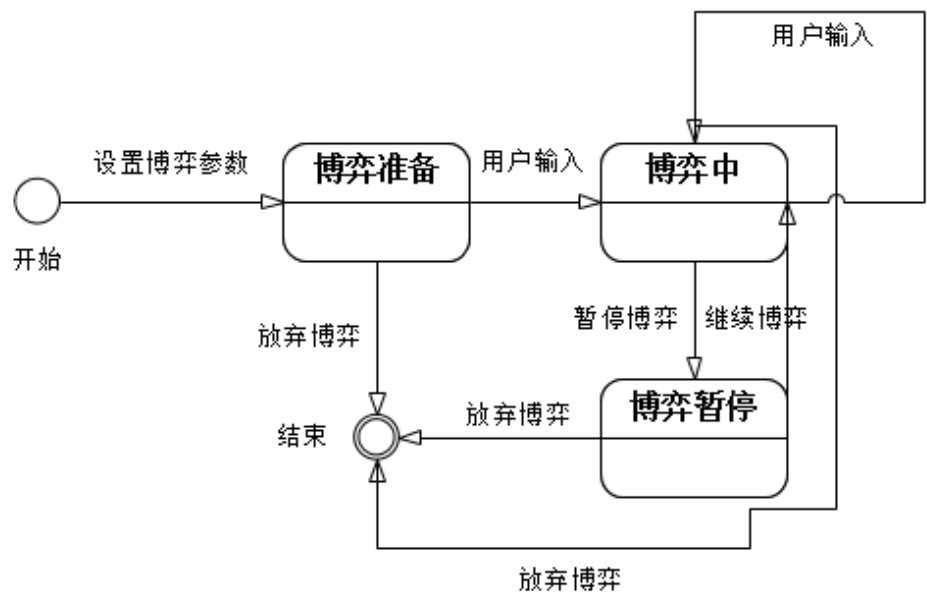 用户输入
设置博弈参数
博弈准备
用户输入
博弈中
开始
暂停博弈
继续博弈
放弃博弈
博弈暂停
放弃博弈
结束
放弃博弈